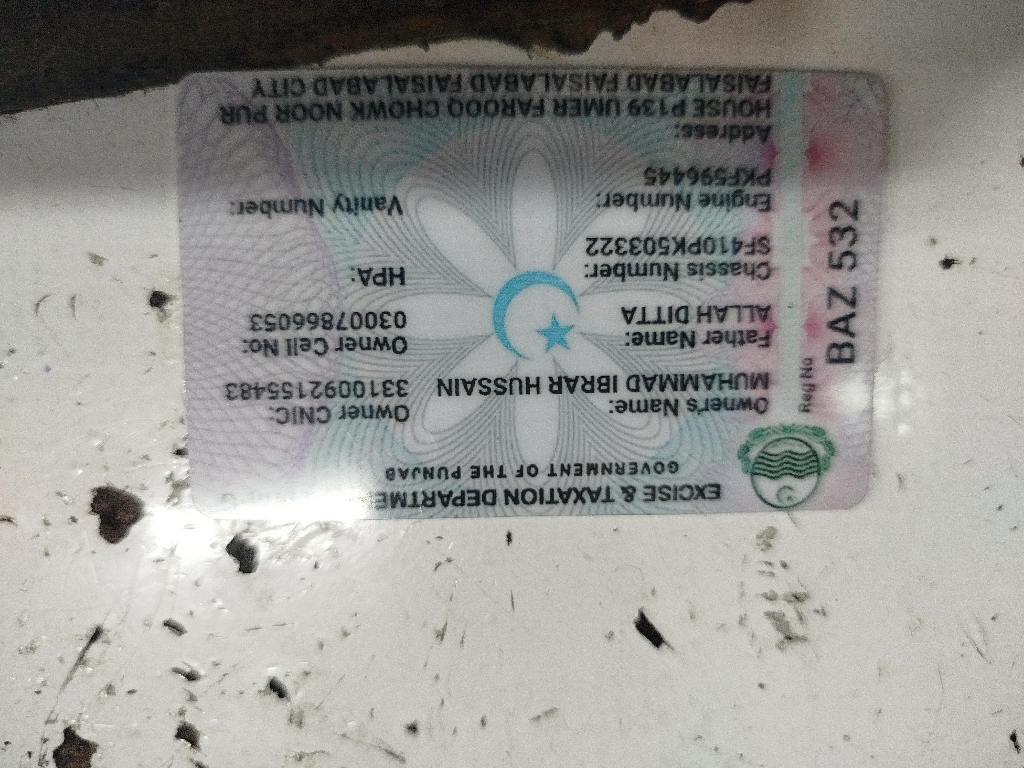 EXCISE & TAXATION DEPARTME
GOVERNMENT OF THE PUNJAB
Reg No
BAZ 532
Owner's Name:
MUHAMMAD IBRAR HUSSAIN
Owner CNIC:
3310092155483
Father Name:
ALLAH DITTA
Owner Cell No:
03007866053
Chassis Number:
SF410PK503322
HPA:
Engine Number:
PKF596445
Vanity Number:
Address:
HOUSE P139 UMER FAROOQ CHOWK NOOR PUR
FAISALABAD FAISALABAD FAISALABAD CITY